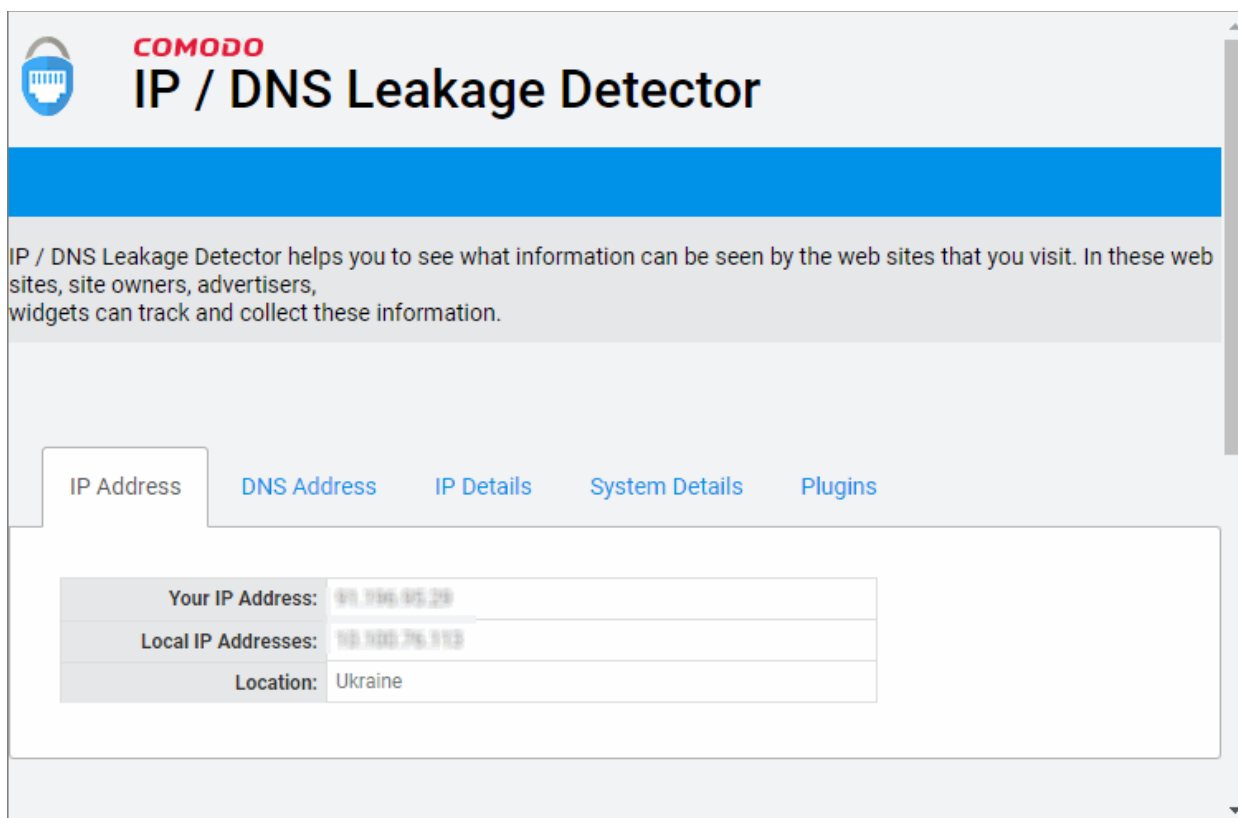 COMODO
IP / DNS Leakage Detector
IP / DNS Leakage Detector helps you to see what information can be seen by the web sites that you visit. In these web
sites, site owners, advertisers,
widgets can track and collect these information.
IP Address DNS Address IP Details System Details Plugins
Your IP Address:
Local IP Addresses:
Location: Ukraine